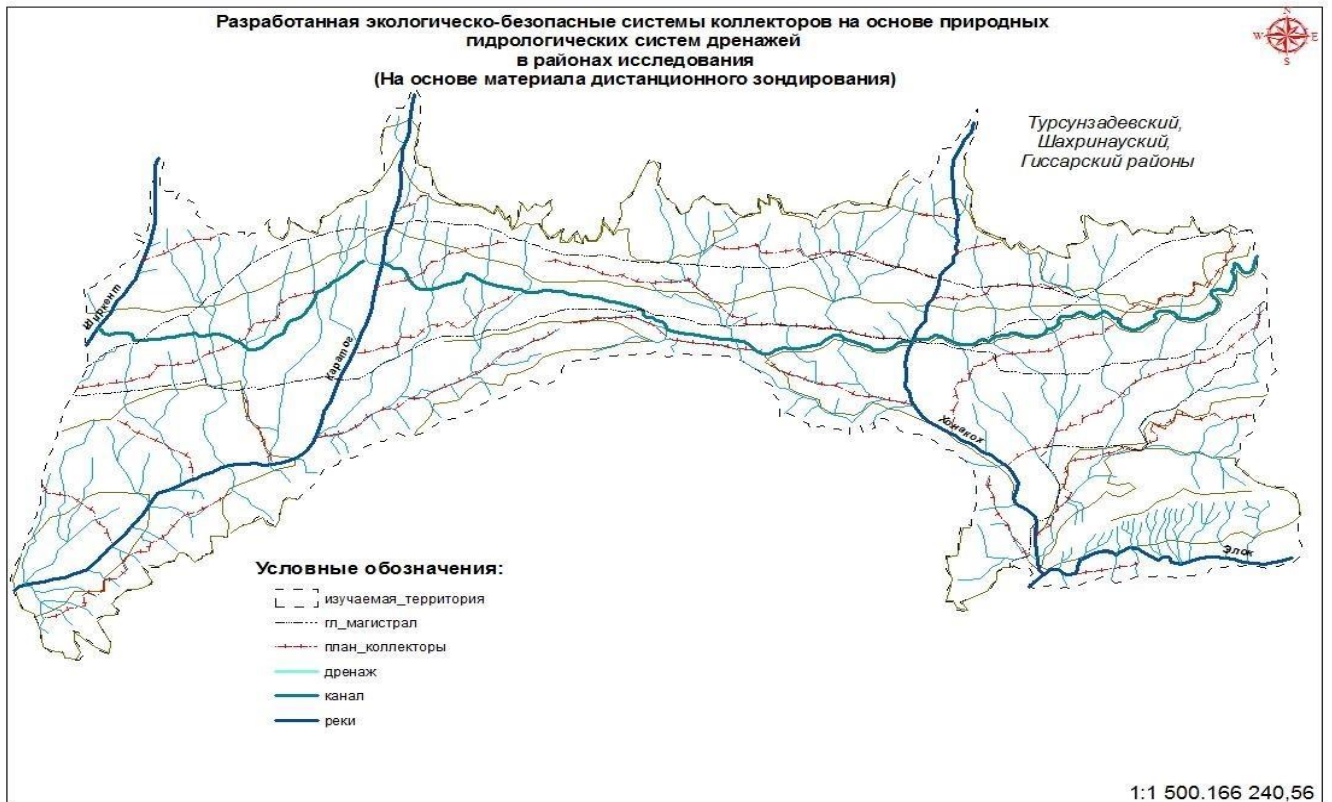 Разработанная экологическо-безопасные системы коллекторов на основе природных
гидрологических систем дренажей
в районах исследования
(На основе материала дистанционного зондирования)
N
W E
S
Турсунзадевский,
Шахринауский,
Гиссарский районы
Ширкент
Каратог
Хонакох
Элок
Условные обозначения:
изучаемая_территория
гл_магистрал
план_коллекторы
дренаж
канал
реки
1:1 500.166 240,56